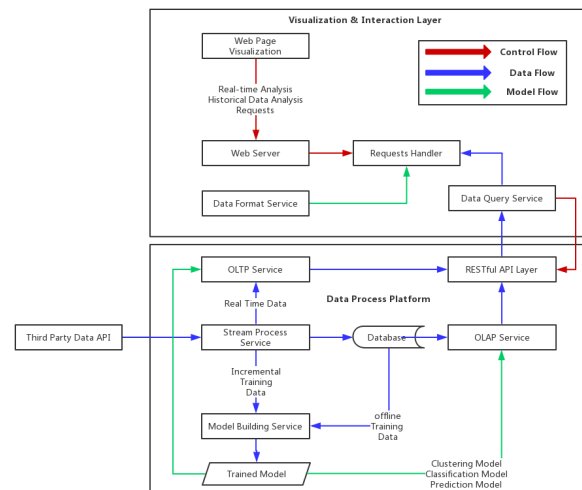 Visualization & Interaction Layer
Web Page
Visualization
Control Flow
Data Flow
Model Flow
Real-time Analysis
Historical Data Analysis
Requests
Web Server
Requests Handler
Data Format Service
Data Query Service
OLTP Service
RESTful API Layer
Real Time Data
Data Process Platform
Third Party Data API
Stream Process
Service
Database
OLAP Service
Incremental
Training
Data
offline
Training
Data
Model Building Service
Trained Model
Clustering Model
Classification Model
Prediction Model